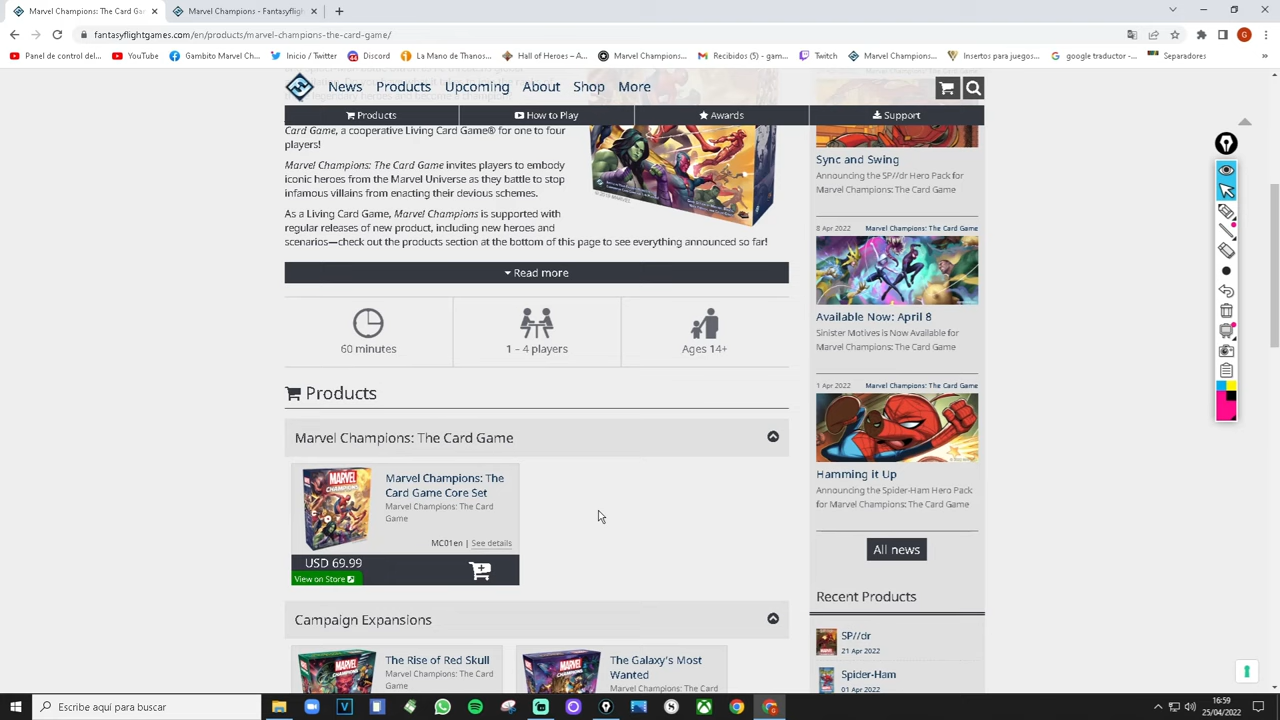 Marvel Champions: The Card Ga
Marvel Champions - Fantasyflight
fantasyflightgames.com/en/products/marvel-champions-the-card-game/
Panel de control del...
YouTube
Gambito Marvel Ch...
Inicio / Twitter
Discord
La Mano de Thanos...
Hall of Heroes – A...
Marvel Champions...
Recibidos (5) - gam...
Twitch
Marvel Champions...
Insertos para juegos...
google traductor -...
Separadores
News
Products
Upcoming
About
Shop
More
Products
How to Play
Awards
Support
Card Game, a cooperative Living Card Game® for one to four
players!
Marvel Champions: The Card Game invites players to embody
iconic heroes from the Marvel Universe as they battle to stop
infamous villains from enacting their devious schemes.
As a Living Card Game, Marvel Champions is supported with
regular releases of new product, including new heroes and
scenarios—check out the products section at the bottom of this page to see everything announced so far!
Read more
60 minutes
1 – 4 players
Ages 14+
Products
Marvel Champions: The Card Game
MARVEL
CHAMPIONS
Marvel Champions: The
Card Game Core Set
Marvel Champions: The Card
Game
MC01en | See details
USD 69.99
View on Store
Campaign Expansions
MARVEL
The Rise of Red Skull
Marvel Champions: The Card
Game
MARVEL
The Galaxy's Most
Wanted
Marvel Champions: The Card
Sync and Swing
Announcing the SP//dr Hero Pack for
Marvel Champions: The Card Game
8 Apr 2022
Marvel Champions: The Card Game
Available Now: April 8
Sinister Motives is Now Available for
Marvel Champions: The Card Game
1 Apr 2022
Marvel Champions: The Card Game
Hamming it Up
Announcing the Spider-Ham Hero Pack
for Marvel Champions: The Card Game
All news
Recent Products
SP//dr
21 Apr 2022
Spider-Ham
01 Apr 2022
Escribe aquí para buscar
16:59
25/04/2022